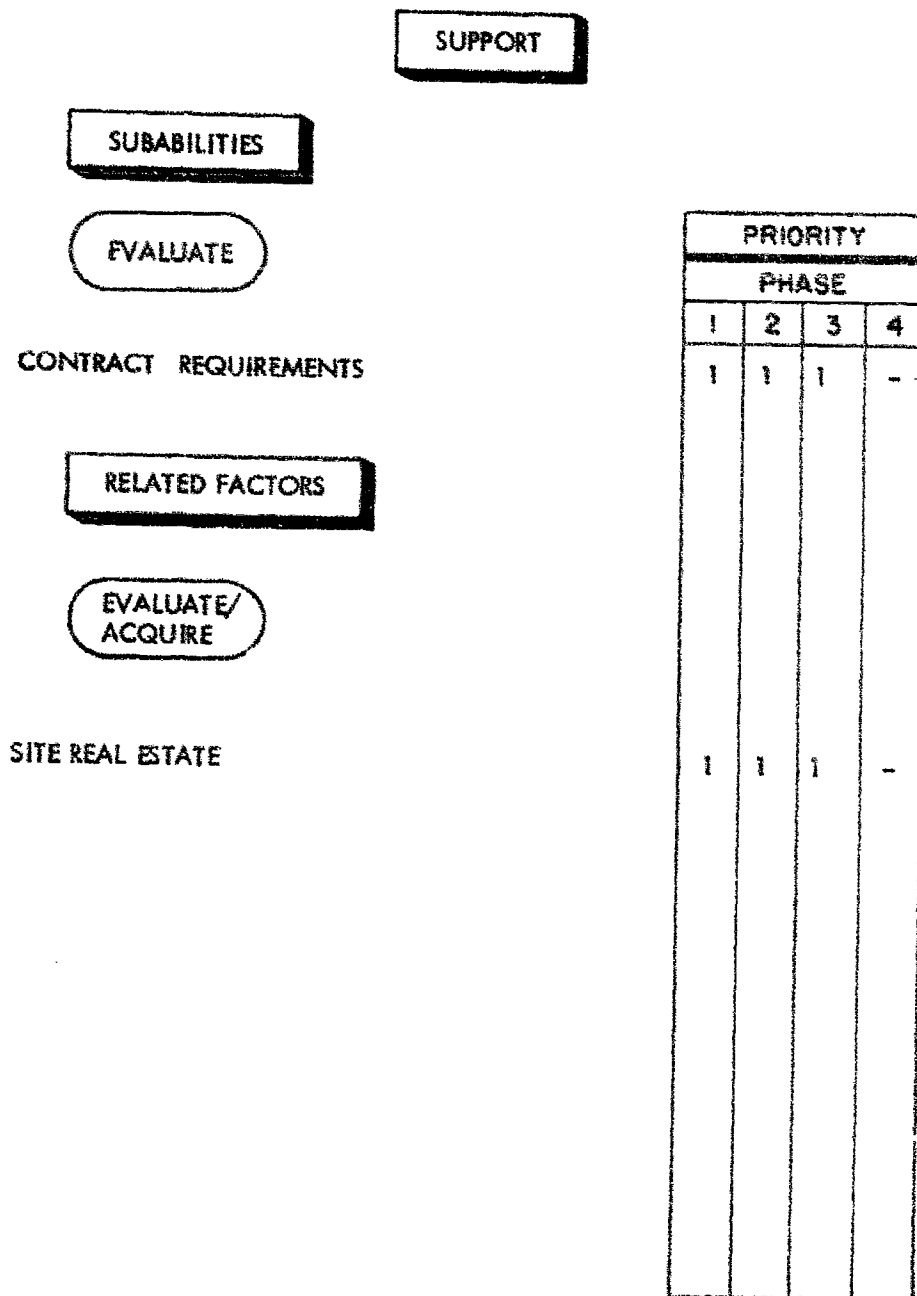 SUPPORT
SUBABILITIES
EVALUATE
PRIORITY
PHASE
1 2 3 4
CONTRACT REQUIREMENTS 1 1 1 -
RELATED FACTORS
EVALUATE/
ACQUIRE
SITE REAL ESTATE 1 1 1 -